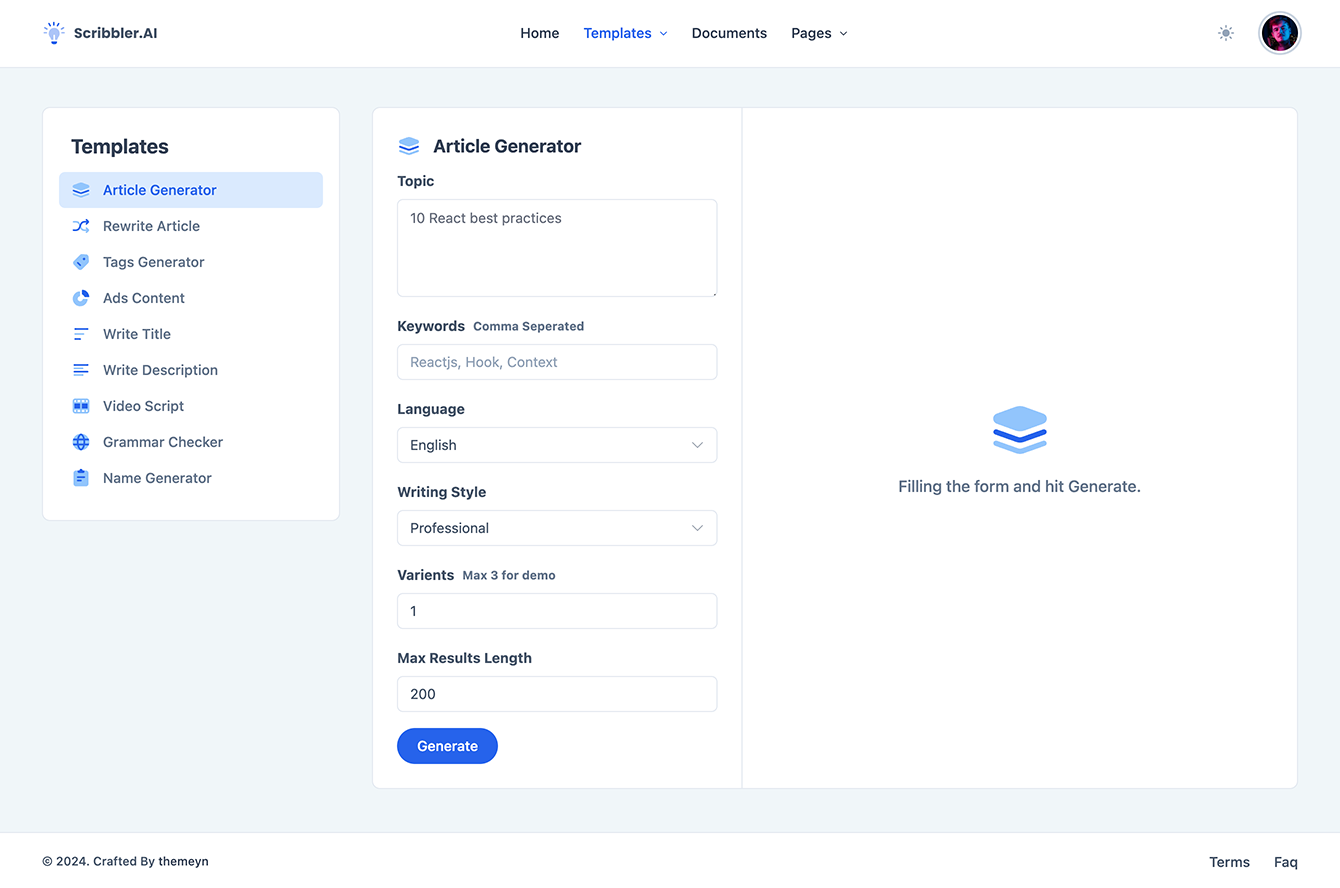 Scribbler.AI
Home
Templates
Documents
Pages
Templates
Article Generator
Rewrite Article
Tags Generator
Ads Content
Write Title
Write Description
Video Script
Grammar Checker
Name Generator
Article Generator
Topic
10 React best practices
Keywords Comma Seperated
Reactjs, Hook, Context
Language
English
Writing Style
Professional
Varients Max 3 for demo
1
Max Results Length
200
Generate
Filling the form and hit Generate.
© 2024. Crafted By themeyn
Terms
Faq